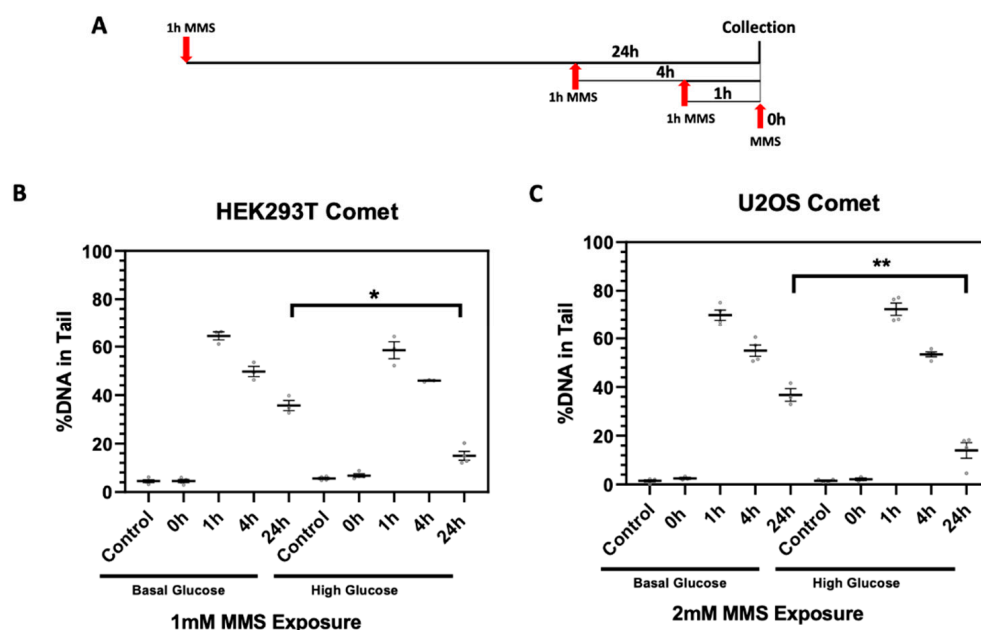 A
1h MMS
Collection
24h
4h
1h MMS
1h
1h MMS
0h
MMS
B
HEK293T Comet
%DNA in Tail
100
80
60
40
20
0
*
Control
0h
1h
4h
24h
Control
0h
1h
4h
24h
Basal Glucose
High Glucose
1mM MMS Exposure
C
U2OS Comet
%DNA in Tail
100
80
60
40
20
0
**
Control
0h
1h
4h
24h
Control
0h
1h
4h
24h
Basal Glucose
High Glucose
2mM MMS Exposure